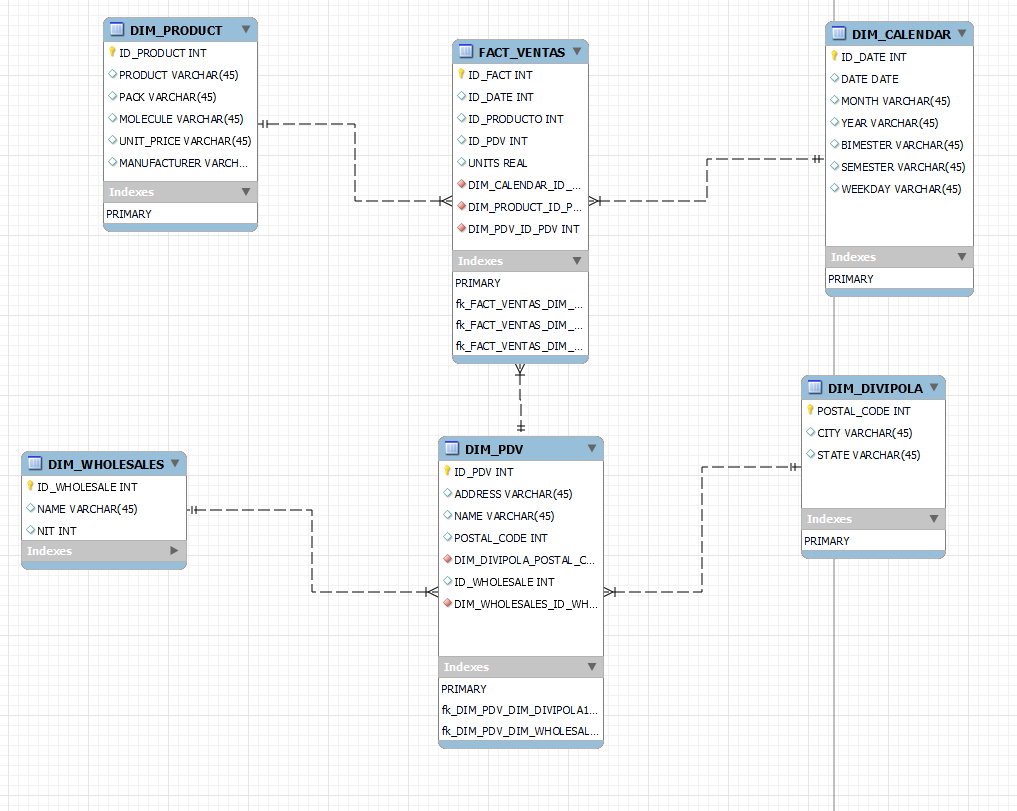 DIM_PRODUCT
ID_PRODUCT INT
PRODUCT VARCHAR(45)
PACK VARCHAR(45)
MOLECULE VARCHAR(45)
UNIT_PRICE VARCHAR(45)
MANUFACTURER VARCH...
Indexes
PRIMARY
FACT_VENTAS
ID_FACT INT
ID_DATE INT
ID_PRODUCTO INT
ID_PDV INT
UNITS REAL
DIM_CALENDAR_ID_...
DIM_PRODUCT_ID_P...
DIM_PDV_ID_PDV INT
Indexes
PRIMARY
fk_FACT_VENTAS_DIM_...
fk_FACT_VENTAS_DIM_...
fk_FACT_VENTAS_DIM_...
DIM_CALENDAR
ID_DATE INT
DATE DATE
MONTH VARCHAR(45)
YEAR VARCHAR(45)
BIMESTER VARCHAR(45)
SEMESTER VARCHAR(45)
WEEKDAY VARCHAR(45)
Indexes
PRIMARY
DIM_WHOLESALES
ID_WHOLESALE INT
NAME VARCHAR(45)
NIT INT
Indexes
DIM_PDV
ID_PDV INT
ADDRESS VARCHAR(45)
NAME VARCHAR(45)
POSTAL_CODE INT
DIM_DIVIPOLA_POSTAL_C...
ID_WHOLESALE INT
DIM_WHOLESALES_ID_WH...
Indexes
PRIMARY
fk_DIM_PDV_DIM_DIVIPOLA1...
fk_DIM_PDV_DIM_WHOLESAL...
DIM_DIVIPOLA
POSTAL_CODE INT
CITY VARCHAR(45)
STATE VARCHAR(45)
Indexes
PRIMARY